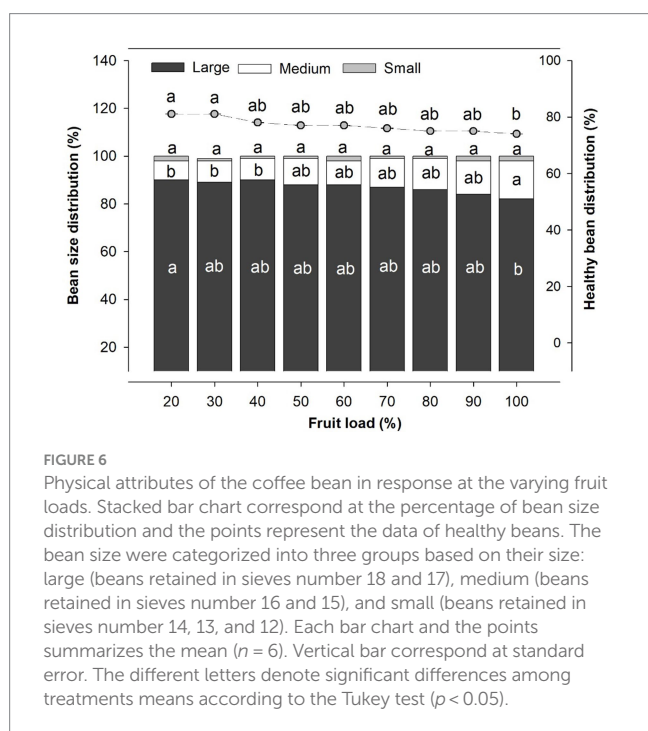 140
120
100
80
60
40
20
Bean size distribution (%)
Large Medium Small
a a ab ab ab ab ab ab b
a a a a a a a a a
b b b ab ab ab ab ab a
a ab ab ab ab ab ab ab b
100
80
60
40
20
0
Healthy bean distribution (%)
20 30 40 50 60 70 80 90 100
Fruit load (%)
FIGURE 6
Physical attributes of the coffee bean in response at the varying fruit
loads. Stacked bar chart correspond at the percentage of bean size
distribution and the points represent the data of healthy beans. The
bean size were categorized into three groups based on their size:
large (beans retained in sieves number 18 and 17), medium (beans
retained in sieves number 16 and 15), and small (beans retained in
sieves number 14, 13, and 12). Each bar chart and the points
summarizes the mean (n = 6). Vertical bar correspond at standard
error. The different letters denote significant differences among
treatments means according to the Tukey test (p < 0.05).